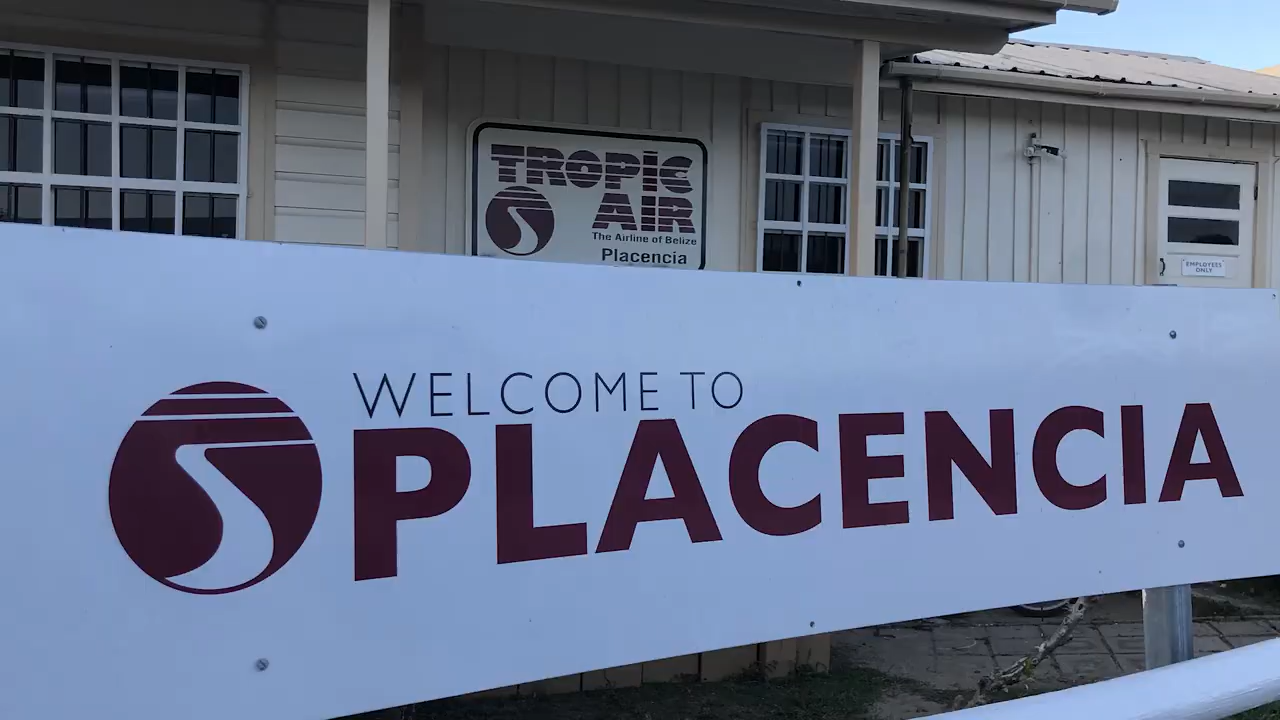 TROPIC
AIR
The Airline of Belize
Placencia
EMPLOYEES
ONLY
WELCOME TO
PLACENCIA